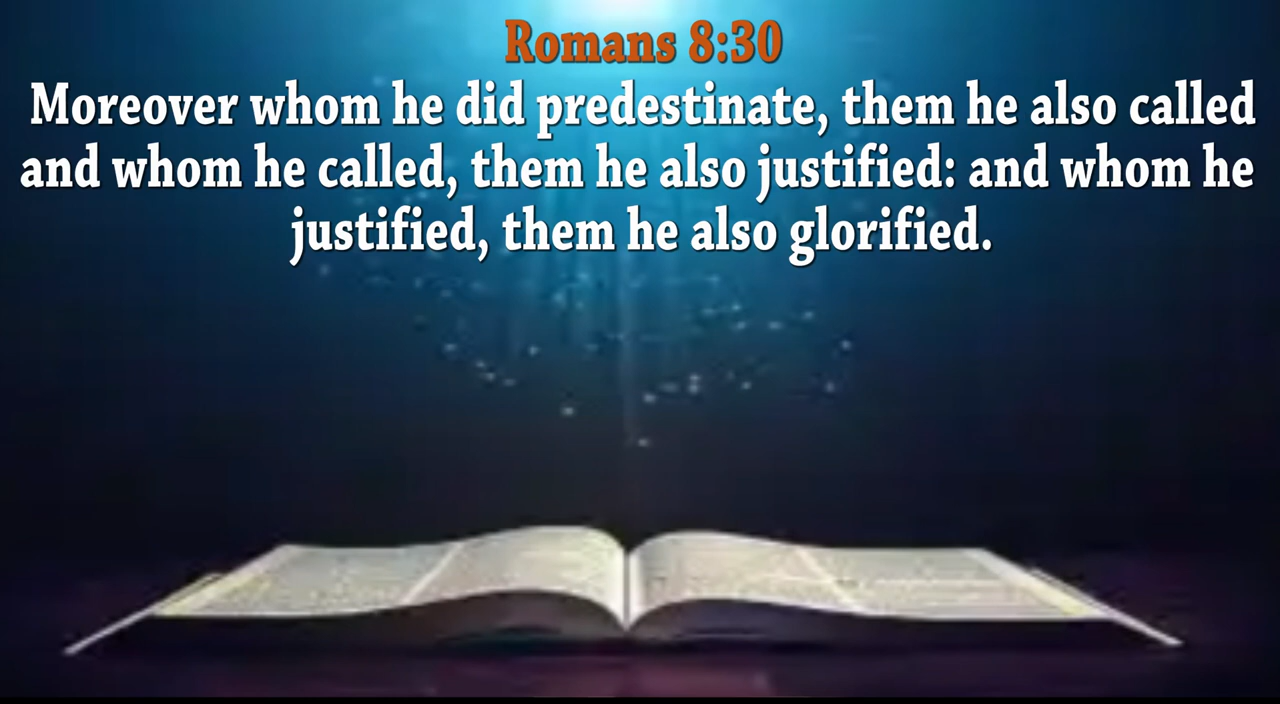 Romans 8:30
Moreover whom he did predestinate, them he also called
and whom he called, them he also justified: and whom he
justified, them he also glorified.